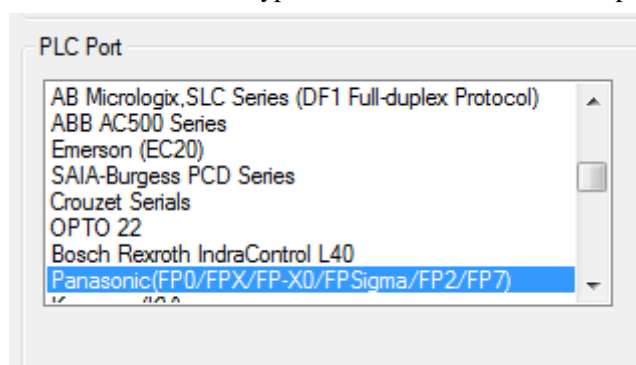 PLC Port
AB Micrologix,SLC Series (DF1 Full-duplex Protocol)
ABB AC500 Series
Emerson (EC20)
SAIA-Burgess PCD Series
Crouzet Serials
OPTO 22
Bosch Rexroth IndraControl L40
Panasonic(FP0/FPX/FP-X0/FPSigma/FP2/FP7)